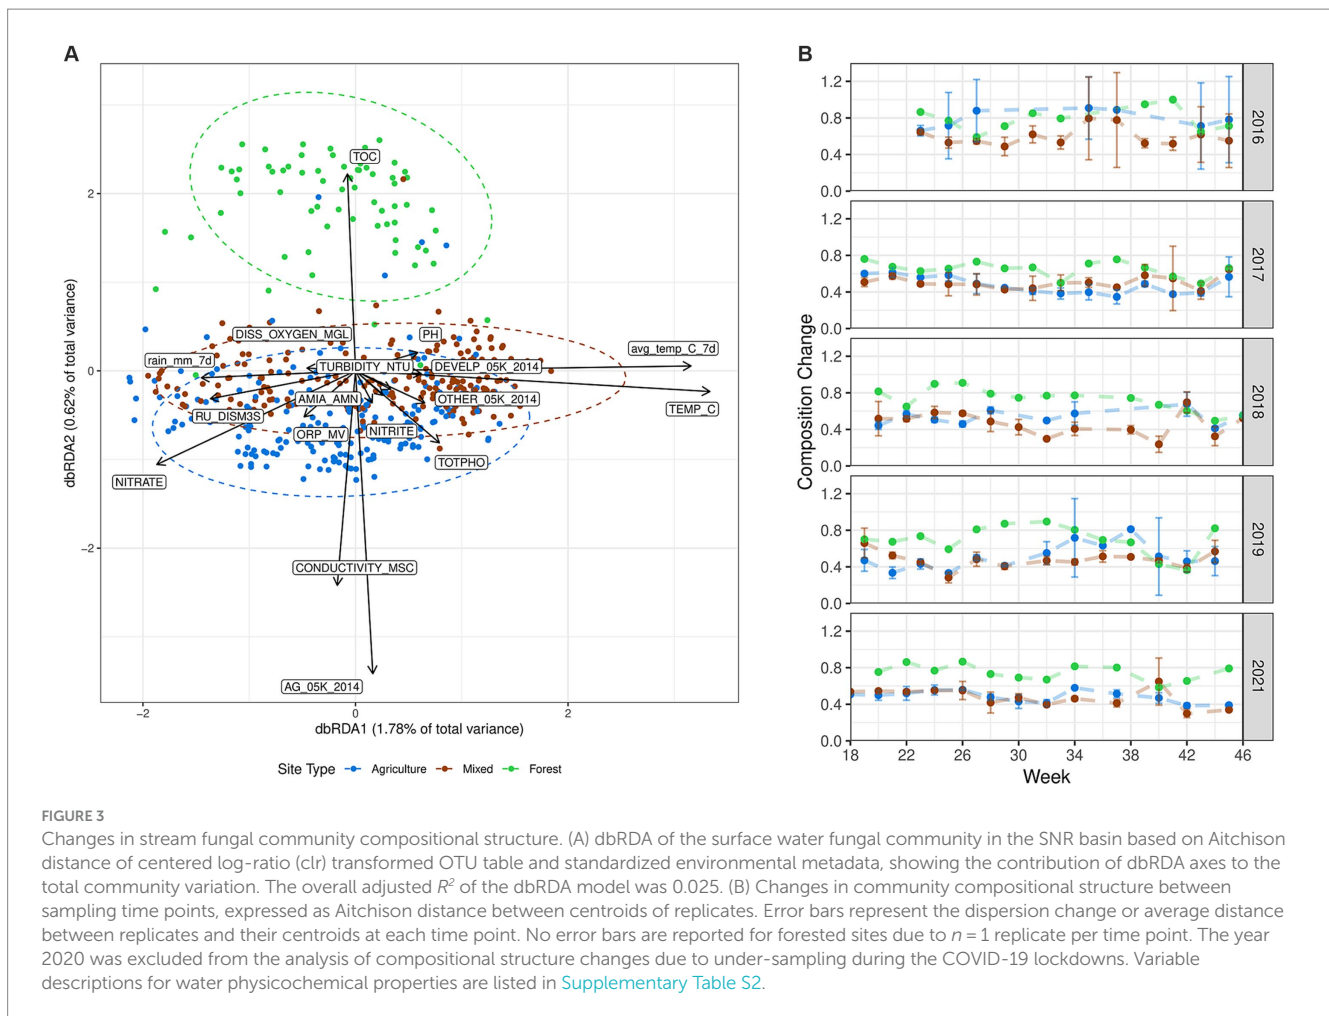 A
B
dbRDA2 (0.62% of total variance)
2
0
−2
TOC
DISS_OXYGEN_MGL
PH
avg_temp_C_7d
rain_mm_7d
TURBIDITY_NTU
DEVELP_05K_2014
AMIA_AMN
OTHER_05K_2014
TEMP_C
RU_DISM3S
ORP_MV
NITRITE
TOTPHO
NITRATE
CONDUCTIVITY_MSC
AG_05K_2014
−2 0 2
dbRDA1 (1.78% of total variance)
Site Type Agriculture Mixed Forest
Composition Change
1.2
0.8
0.4
0.0
2016
1.2
0.8
0.4
0.0
2017
1.2
0.8
0.4
0.0
2018
1.2
0.8
0.4
0.0
2019
1.2
0.8
0.4
0.0
2021
18 22 26 30 34 38 42 46
Week
FIGURE 3
Changes in stream fungal community compositional structure. (A) dbRDA of the surface water fungal community in the SNR basin based on Aitchison
distance of centered log-ratio (clr) transformed OTU table and standardized environmental metadata, showing the contribution of dbRDA axes to the
total community variation. The overall adjusted R² of the dbRDA model was 0.025. (B) Changes in community compositional structure between
sampling time points, expressed as Aitchison distance between centroids of replicates. Error bars represent the dispersion change or average distance
between replicates and their centroids at each time point. No error bars are reported for forested sites due to n = 1 replicate per time point. The year
2020 was excluded from the analysis of compositional structure changes due to under-sampling during the COVID-19 lockdowns. Variable
descriptions for water physicochemical properties are listed in Supplementary Table S2.